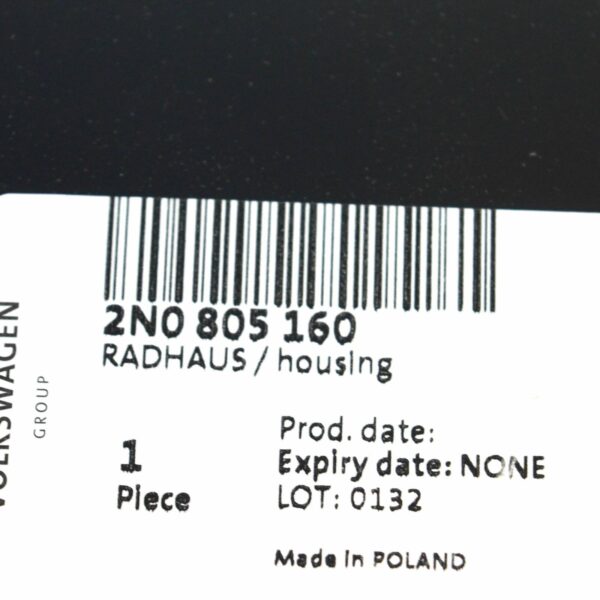 2N0 805 160
RADHAUS / housing
VOLKSWAGEN
GROUP
1
Piece
Prod. date:
Expiry date: NONE
LOT: 0132
Made in POLAND